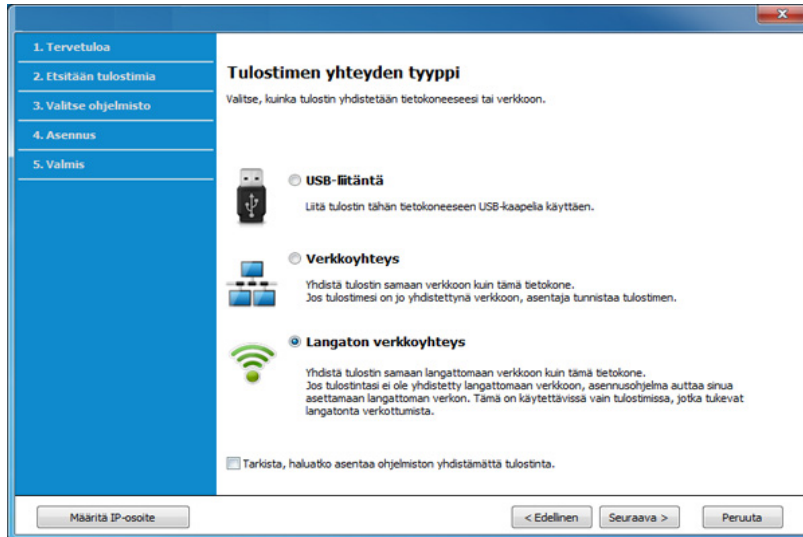 1. Tervetuloa
2. Etsitään tulostimia
3. Valitse ohjelmisto
4. Asennus
5. Valmis
Tulostimen yhteyden tyyppi
Valitse, kuinka tulostin yhdistetään tietokoneeseesi tai verkkoon.
USB-liitäntä
Liitä tulostin tähän tietokoneeseen USB-kaapelia käyttäen.
Verkkoyhteys
Yhdistä tulostin samaan verkkoon kuin tämä tietokone.
Jos tulostimesi on jo yhdistettynä verkkoon, asentaja tunnistaa tulostimen.
Langaton verkkoyhteys
Yhdistä tulostin samaan langattomaan verkkoon kuin tämä tietokone.
Jos tulostintasi ei ole yhdistetty langattomaan verkkoon, asennusohjelma auttaa sinua
asettamaan langattoman verkon. Tämä on käytettävissä vain tulostimissa, jotka tukevat
langatonta verkottumista.
Tarkista, haluatko asentaa ohjelmiston yhdistämättä tulostinta.
Määritä IP-osoite
< Edellinen
Seuraava >
Peruuta